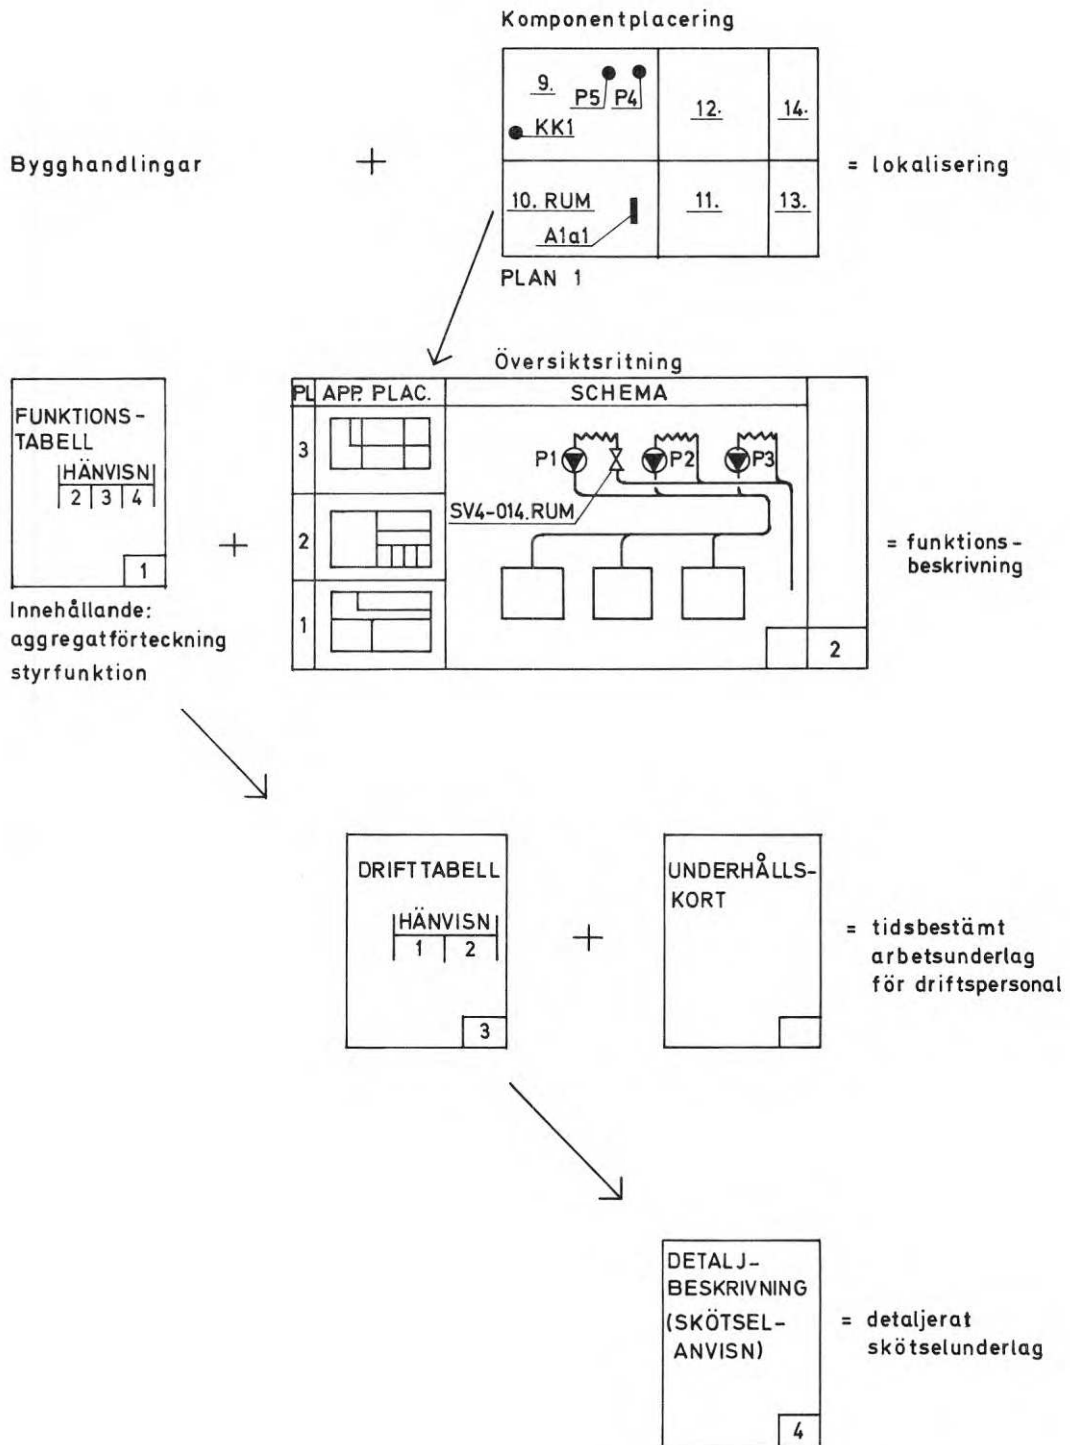 Komponentplacering
9.
P5 P4
KK1
12.
14.
Bygghandlingar
+
= lokalisering
10. RUM
A1a1
11.
13.
PLAN 1
Översiktsritning
PL APP. PLAC. SCHEMA
FUNKTIONS-
TABELL
HÄNVISN
2 3 4
1
Innehållande:
aggregatförteckning
styrfunktion
+
3
2
1
P1 P2 P3
SV4-014.RUM
2
= funktions-
beskrivning
DRIFTTABELL
HÄNVISN
1 2
3
+
UNDERHÅLLS-
KORT
= tidsbestämt
arbetsunderlag
för driftspersonal
DETALJ-
BESKRIVNING
(SKÖTSEL-
ANVISN)
4
= detaljerat
skötselunderlag